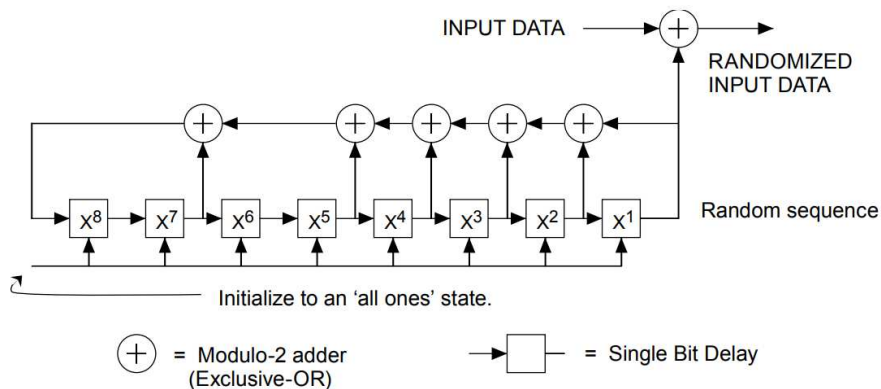 INPUT DATA
RANDOMIZED
INPUT DATA
X⁸ X⁷ X⁶ X⁵ X⁴ X³ X² X¹
Random sequence
Initialize to an ‘all ones’ state.
= Modulo-2 adder
(Exclusive-OR)
= Single Bit Delay